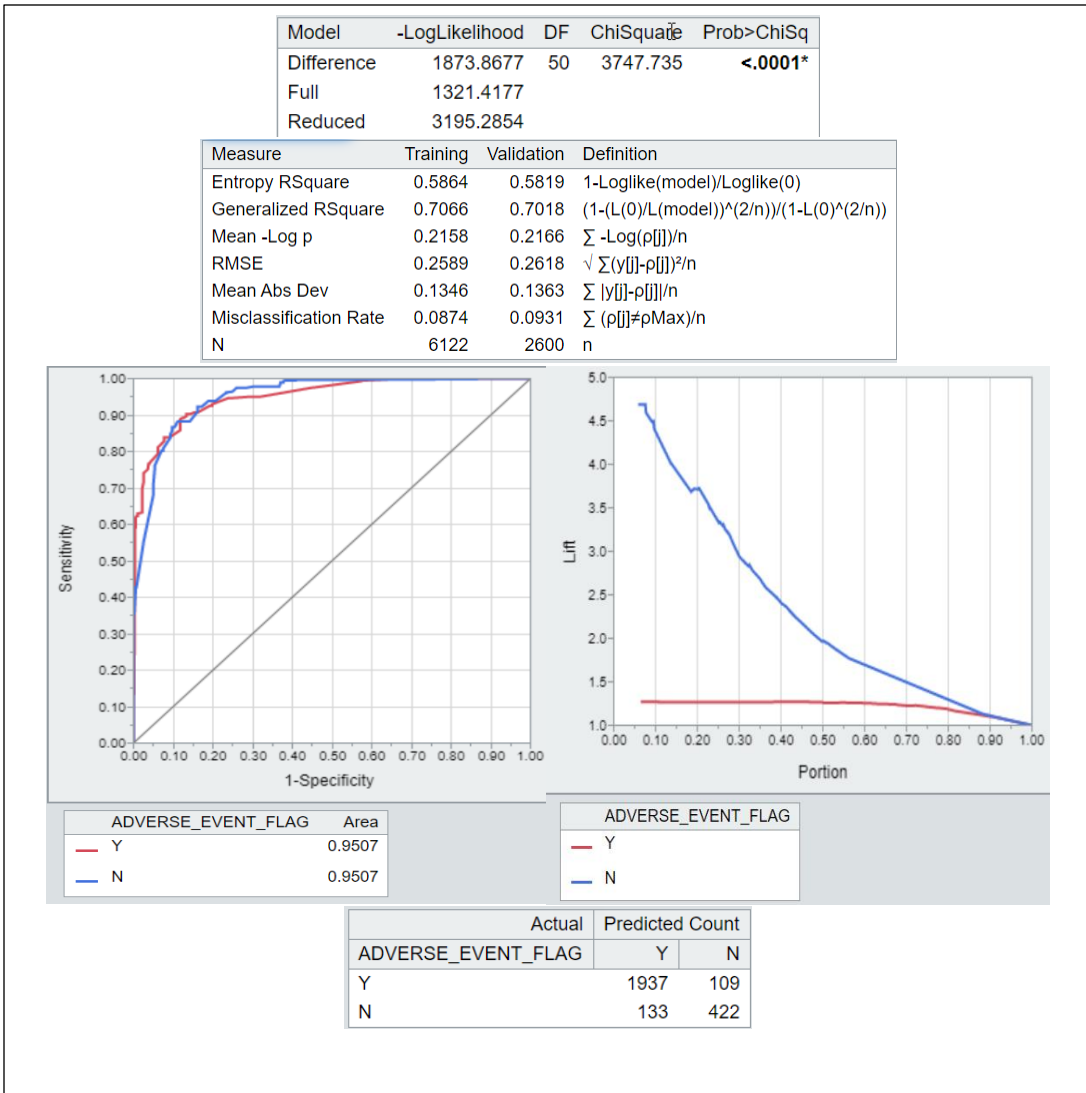 Model -LogLikelihood DF ChiSquare Prob>ChiSq
Difference 1873.8677 50 3747.735 <.0001*
Full 1321.4177
Reduced 3195.2854
Measure Training Validation Definition
Entropy RSquare 0.5864 0.5819 1-Loglike(model)/Loglike(0)
Generalized RSquare 0.7066 0.7018 (1-(L(0)/L(model))^(2/n))/(1-L(0)^(2/n))
Mean -Log p 0.2158 0.2166 ∑ -Log(ρ[j])/n
RMSE 0.2589 0.2618 √ ∑(y[j]-ρ[j])²/n
Mean Abs Dev 0.1346 0.1363 ∑ |y[j]-ρ[j]|/n
Misclassification Rate 0.0874 0.0931 ∑ (ρ[j]≠ρMax)/n
N 6122 2600 n
1.00
0.90
0.80
0.70
0.60
0.50
0.40
0.30
0.20
0.10
0.00
Sensitivity
0.00 0.10 0.20 0.30 0.40 0.50 0.60 0.70 0.80 0.90 1.00
1-Specificity
5.0
4.5
4.0
3.5
3.0
2.5
2.0
1.5
1.0
Lift
0.00 0.10 0.20 0.30 0.40 0.50 0.60 0.70 0.80 0.90 1.00
Portion
ADVERSE_EVENT_FLAG Area
Y 0.9507
N 0.9507
ADVERSE_EVENT_FLAG
Y
N
Actual Predicted Count
ADVERSE_EVENT_FLAG Y N
Y 1937 109
N 133 422